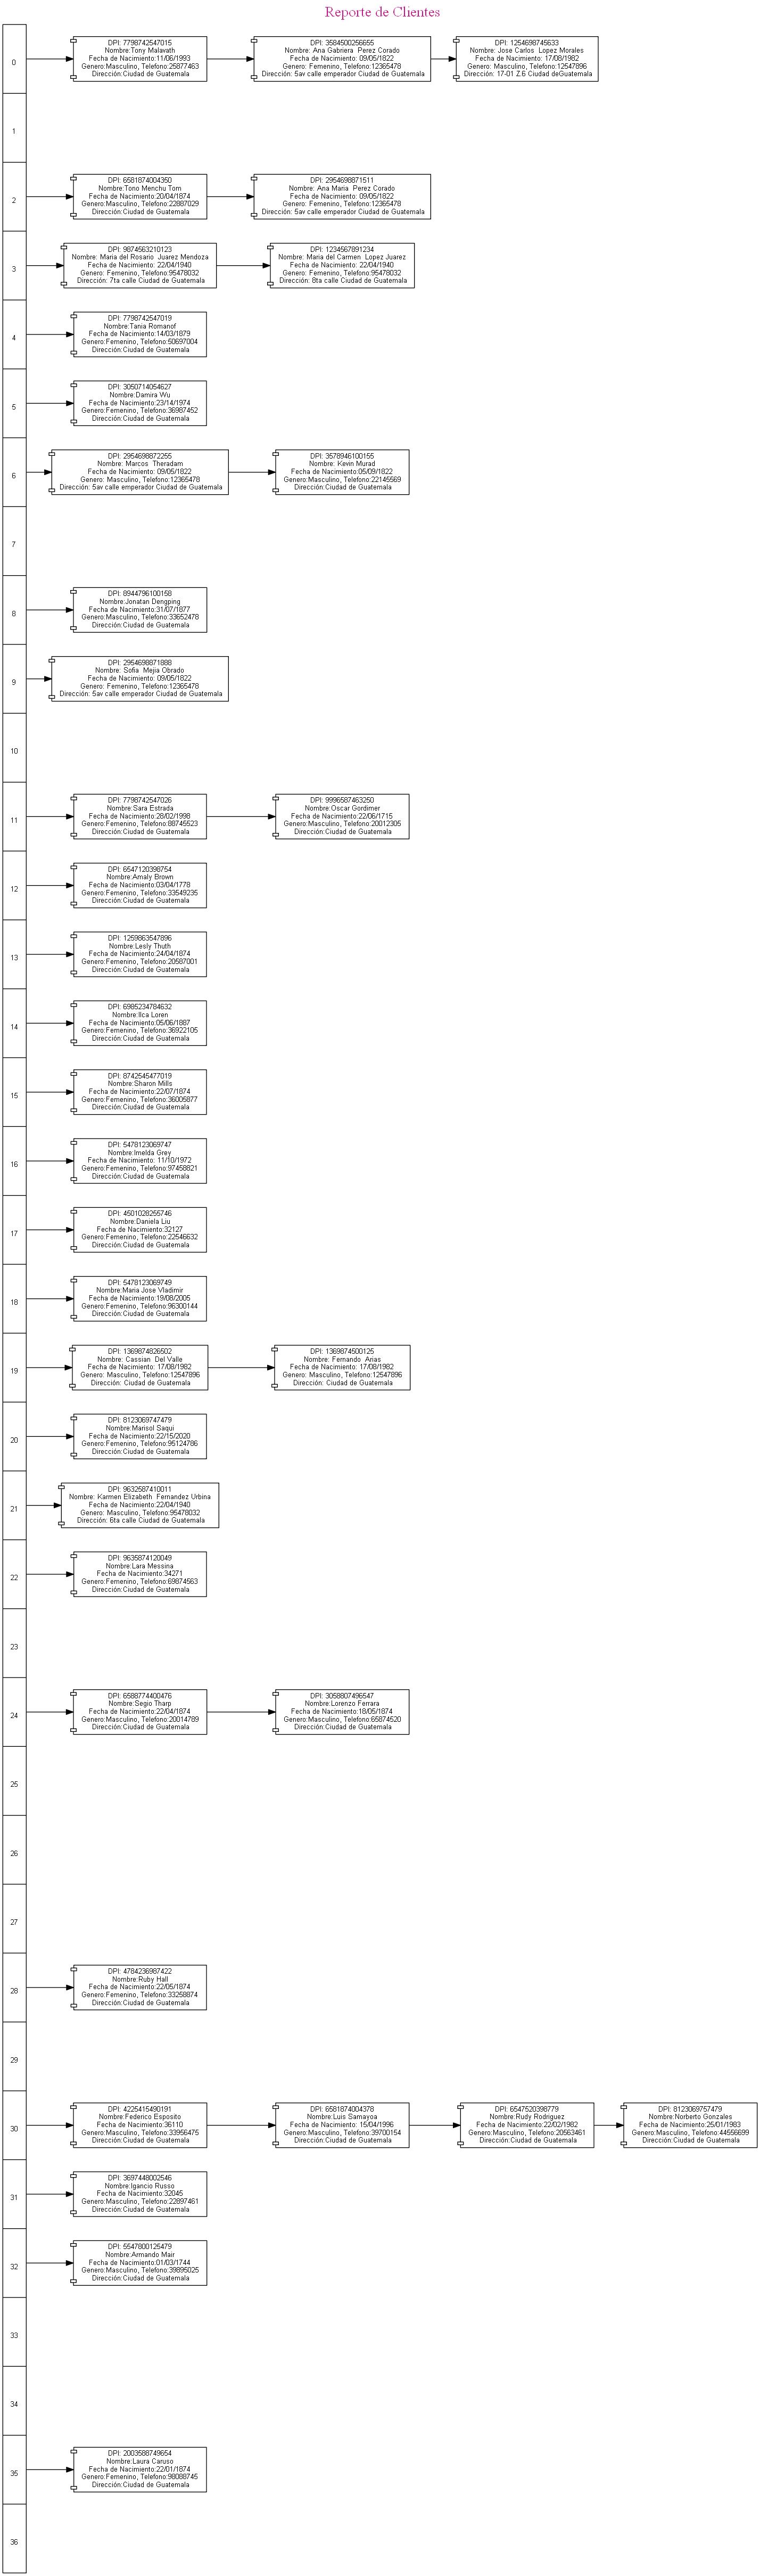 Reporte de Clientes
0
DPI: 7798742547015
Nombre:Tony Malavath
Fecha de Nacimiento:11/06/1993
Genero:Masculino, Telefono:25877463
Dirección:Ciudad de Guatemala
DPI: 3584500256655
Nombre: Ana Gabriera  Perez Corado
Fecha de Nacimiento: 09/05/1822
Genero: Femenino, Telefono:12365478
Dirección: 5av calle emperador Ciudad de Guatemala
DPI: 1254698745633
Nombre: Jose Carlos  Lopez Morales
Fecha de Nacimiento: 17/08/1982
Genero: Masculino, Telefono:12547896
Dirección: 17-01 Z.6 Ciudad deGuatemala
1
2
DPI: 6581874004350
Nombre:Tono Menchu Tom
Fecha de Nacimiento:20/04/1874
Genero:Masculino, Telefono:22887029
Dirección:Ciudad de Guatemala
DPI: 2954698871511
Nombre: Ana Maria  Perez Corado
Fecha de Nacimiento: 09/05/1822
Genero: Femenino, Telefono:12365478
Dirección: 5av calle emperador Ciudad de Guatemala
3
DPI: 9874563210123
Nombre: Maria del Rosario  Juarez Mendoza
Fecha de Nacimiento: 22/04/1940
Genero: Femenino, Telefono:95478032
Dirección: 7ta calle Ciudad de Guatemala
DPI: 1234567891234
Nombre: Maria del Carmen  Lopez Juarez
Fecha de Nacimiento: 22/04/1940
Genero: Femenino, Telefono:95478032
Dirección: 8ta calle Ciudad de Guatemala
4
DPI: 7798742547019
Nombre:Tania Romanof
Fecha de Nacimiento:14/03/1879
Genero:Femenino, Telefono:50697004
Dirección:Ciudad de Guatemala
5
DPI: 3050714054627
Nombre:Damira Wu
Fecha de Nacimiento:23/14/1974
Genero:Femenino, Telefono:36987452
Dirección:Ciudad de Guatemala
6
DPI: 2954698872255
Nombre: Marcos  Theradam
Fecha de Nacimiento: 09/05/1822
Genero: Masculino, Telefono:12365478
Dirección: 5av calle emperador Ciudad de Guatemala
DPI: 3578946100155
Nombre: Kevin Murad
Fecha de Nacimiento:05/09/1822
Genero:Masculino, Telefono:22145569
Dirección:Ciudad de Guatemala
7
8
DPI: 8944796100158
Nombre:Jonatan Dengping
Fecha de Nacimiento:31/07/1877
Genero:Masculino, Telefono:33652478
Dirección:Ciudad de Guatemala
9
DPI: 2954698871888
Nombre: Sofia  Mejia Obrado
Fecha de Nacimiento: 09/05/1822
Genero: Femenino, Telefono:12365478
Dirección: 5av calle emperador Ciudad de Guatemala
10
11
DPI: 7798742547026
Nombre:Sara Estrada
Fecha de Nacimiento:28/02/1998
Genero:Femenino, Telefono:88745523
Dirección:Ciudad de Guatemala
DPI: 9996587463250
Nombre:Oscar Gordimer
Fecha de Nacimiento:22/06/1715
Genero:Masculino, Telefono:20012305
Dirección:Ciudad de Guatemala
12
DPI: 6547120398754
Nombre:Amaly Brown
Fecha de Nacimiento:03/04/1778
Genero:Femenino, Telefono:33549235
Dirección:Ciudad de Guatemala
13
DPI: 1259863547896
Nombre:Lesly Thuth
Fecha de Nacimiento:24/04/1874
Genero:Femenino, Telefono:20587001
Dirección:Ciudad de Guatemala
14
DPI: 6985234784632
Nombre:Ilca Loren
Fecha de Nacimiento:05/06/1887
Genero:Femenino, Telefono:36922105
Dirección:Ciudad de Guatemala
15
DPI: 8742545477019
Nombre:Sharon Mills
Fecha de Nacimiento:22/07/1874
Genero:Femenino, Telefono:36005877
Dirección:Ciudad de Guatemala
16
DPI: 5478123069747
Nombre:Imelda Grey
Fecha de Nacimiento: 11/10/1972
Genero:Femenino, Telefono:97458821
Dirección:Ciudad de Guatemala
17
DPI: 4501028255746
Nombre:Daniela Liu
Fecha de Nacimiento:32127
Genero:Femenino, Telefono:22546632
Dirección:Ciudad de Guatemala
18
DPI: 5478123069749
Nombre:Maria Jose Vladimir
Fecha de Nacimiento:19/08/2005
Genero:Femenino, Telefono:96300144
Dirección:Ciudad de Guatemala
19
DPI: 1369874826502
Nombre: Cassian  Del Valle
Fecha de Nacimiento: 17/08/1982
Genero: Masculino, Telefono:12547896
Dirección: Ciudad de Guatemala
DPI: 1369874500125
Nombre: Fernando  Arias
Fecha de Nacimiento: 17/08/1982
Genero: Masculino, Telefono:12547896
Dirección: Ciudad de Guatemala
20
DPI: 8123069747479
Nombre:Marisol Saqui
Fecha de Nacimiento:22/15/2020
Genero:Femenino, Telefono:95124786
Dirección:Ciudad de Guatemala
21
DPI: 9632587410011
Nombre: Karmen Elizabeth  Fernandez Urbina
Fecha de Nacimiento:22/04/1940
Genero: Masculino, Telefono:95478032
Dirección: 6ta calle Ciudad de Guatemala
22
DPI: 9635874120049
Nombre:Lara Messina
Fecha de Nacimiento:34271
Genero:Femenino, Telefono:69874563
Dirección:Ciudad de Guatemala
23
24
DPI: 6588774400476
Nombre:Segio Tharp
Fecha de Nacimiento:22/04/1874
Genero:Masculino, Telefono:20014789
Dirección:Ciudad de Guatemala
DPI: 3058807496547
Nombre:Lorenzo Ferrara
Fecha de Nacimiento:18/05/1874
Genero:Masculino, Telefono:65874520
Dirección:Ciudad de Guatemala
25
26
27
28
DPI: 4784236987422
Nombre:Ruby Hall
Fecha de Nacimiento:22/05/1874
Genero:Femenino, Telefono:33258874
Dirección:Ciudad de Guatemala
29
30
DPI: 4225415490191
Nombre:Federico Esposito
Fecha de Nacimiento:36110
Genero:Masculino, Telefono:33956475
Dirección:Ciudad de Guatemala
DPI: 6581874004378
Nombre:Luis Samayoa
Fecha de Nacimiento: 15/04/1996
Genero:Masculino, Telefono:39700154
Dirección:Ciudad de Guatemala
DPI: 6547520398779
Nombre:Rudy Rodriguez
Fecha de Nacimiento:22/02/1982
Genero:Masculino, Telefono:20563461
Dirección:Ciudad de Guatemala
DPI: 8123069757479
Nombre:Norberto Gonzales
Fecha de Nacimiento:25/01/1983
Genero:Masculino, Telefono:44556699
Dirección:Ciudad de Guatemala
31
DPI: 3697448002546
Nombre:Igancio Russo
Fecha de Nacimiento:32045
Genero:Masculino, Telefono:22897461
Dirección:Ciudad de Guatemala
32
DPI: 5547800125479
Nombre:Armando Mair
Fecha de Nacimiento:01/03/1744
Genero:Masculino, Telefono:39895025
Dirección:Ciudad de Guatemala
33
34
35
DPI: 2003588749654
Nombre:Laura Caruso
Fecha de Nacimiento:22/01/1874
Genero:Femenino, Telefono:98088745
Dirección:Ciudad de Guatemala
36